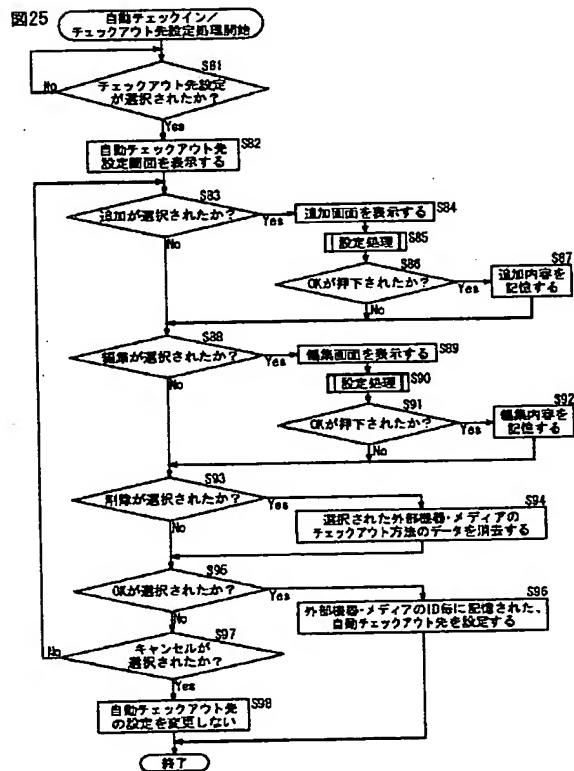 図25
自動チェックイン/
チェックアウト先設定処理開始
S81
チェックアウト先設定
が選択されたか?
No
Yes
S82
自動チェックアウト先
設定画面を表示する
S83
追加が選択されたか?
Yes
No
S84
追加画面を表示する
設定処理
S85
S86
OKが押下されたか?
Yes
No
S87
追加内容を
記憶する
S88
編集が選択されたか?
Yes
No
S89
編集画面を表示する
設定処理
S90
S91
OKが押下されたか?
Yes
No
S92
編集内容を
記憶する
S93
削除が選択されたか?
Yes
No
S94
選択された外部機器・メディアの
チェックアウト方法のデータを消去する
S95
OKが選択されたか?
Yes
No
S96
外部機器・メディアのID毎に記憶された、
自動チェックアウト先を設定する
S97
キャンセルが
選択されたか?
No
Yes
S98
自動チェックアウト先
の設定を変更しない
終了